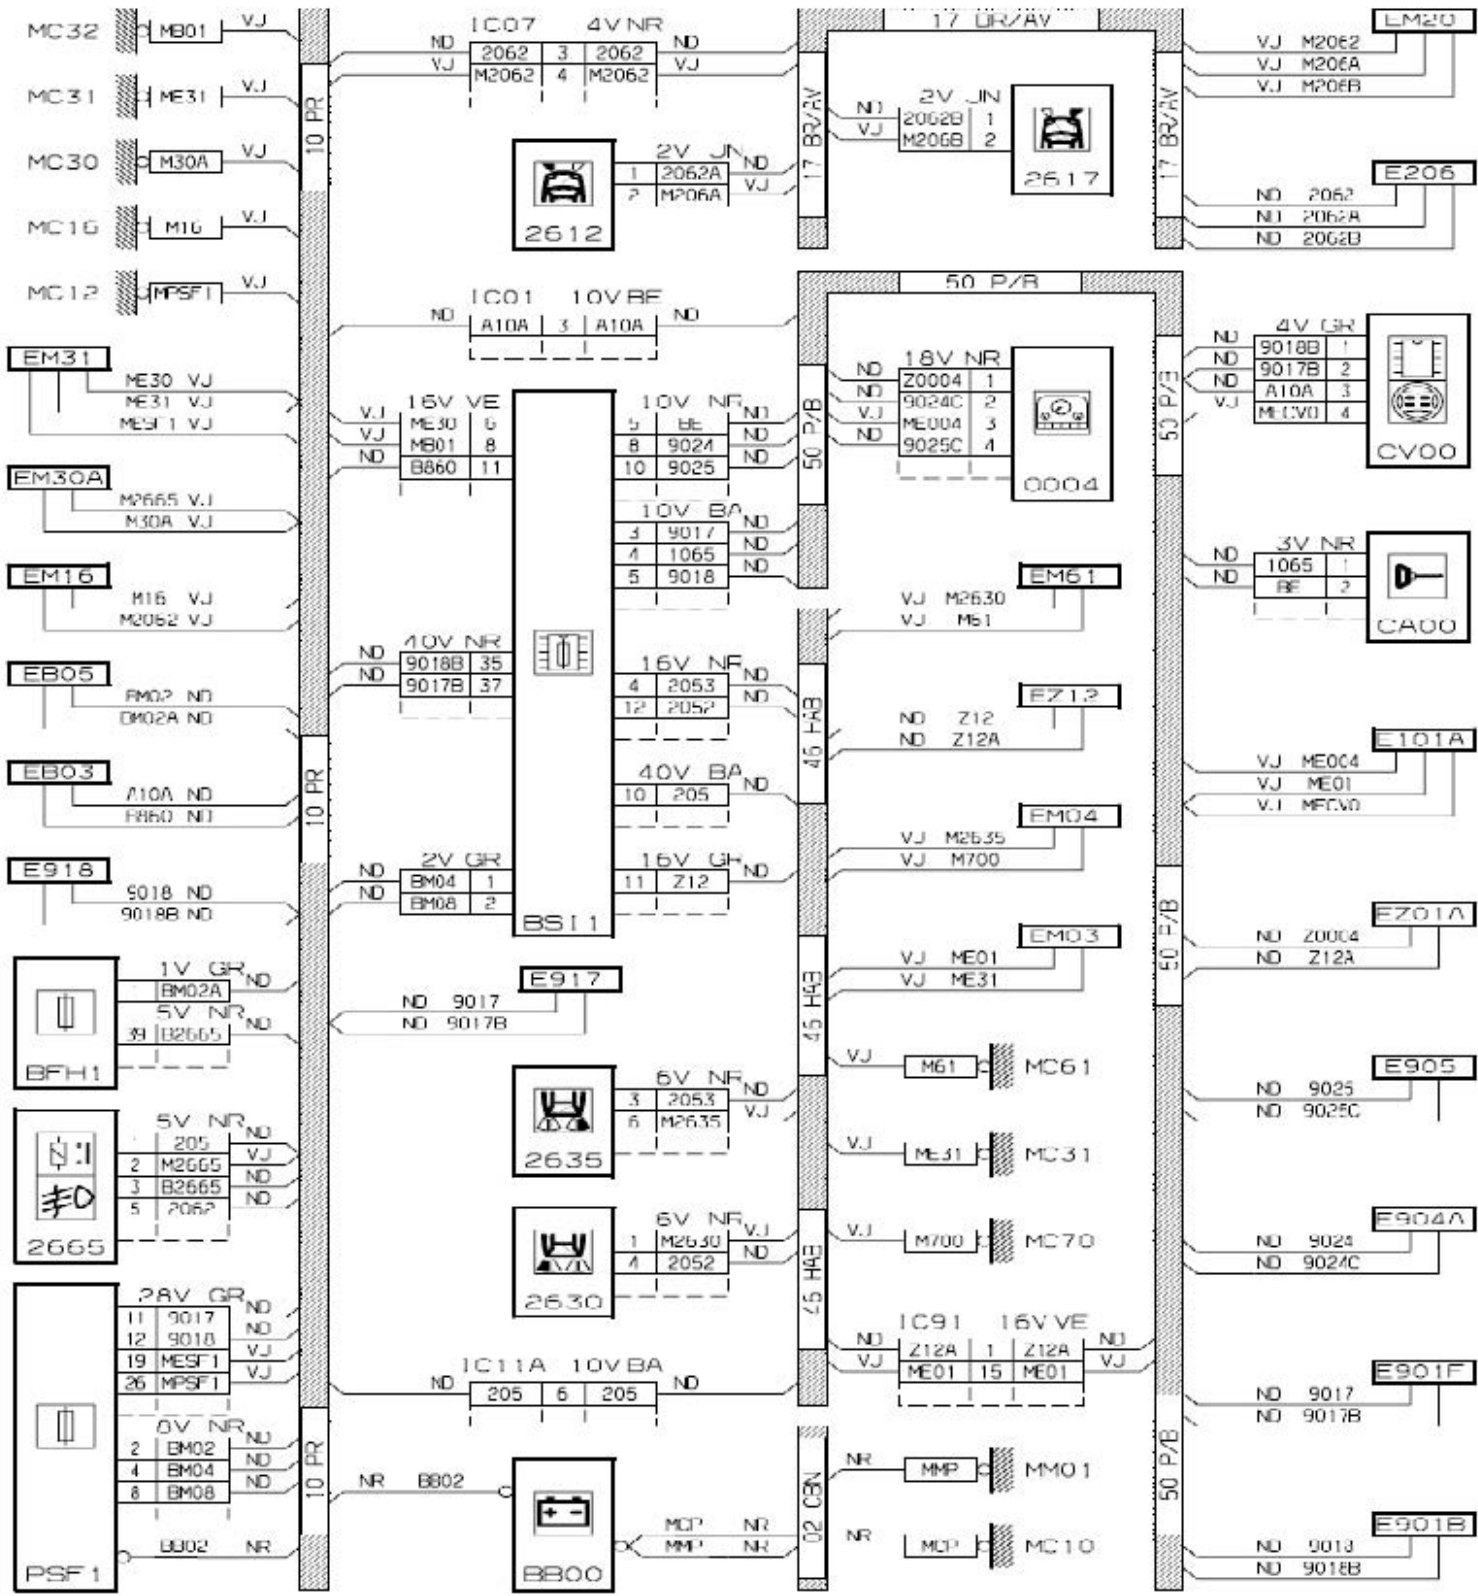 MC32 MB01 VJ
MC31 ME31 VJ
MC30 M30A VJ
MC16 M16 VJ
MC12 MPSF1 VJ
10 PR
EM31
ME30 VJ
ME31 VJ
MESF1 VJ
EM30A
M2665 VJ
M30A VJ
EM16
M16 VJ
M2062 VJ
EB05
BM02 ND
BM02A ND
EB03
A10A ND
B860 ND
10 PR
E918
9018 ND
9018B ND
1V GR
BM02A ND
5V NR
39 B2665 ND
BFH1
5V NR
205 ND
2 M2665 VJ
3 B2665 ND
5 2062 ND
2665
28V GR
11 9017 ND
12 9018 ND
19 MESF1 VJ
26 MPSF1 VJ
8V NR
2 BM02 ND
4 BM04 ND
8 BM08 ND
BB02 NR
PSF1
10 PR
IC07 4V NR
ND 2062 3 2062 ND
VJ M2062 4 M2062 VJ
2V JN
1 2062A ND
2 M206A VJ
2612
IC01 10V BE
ND A10A 3 A10A ND
16V VE
VJ ME30 6
VJ MB01 8
ND B860 11
10V NR
5 BE ND
8 9024 ND
10 9025 ND
10V BA
3 9017 ND
4 1065 ND
5 9018 ND
40V NR
ND 9018B 35
ND 9017B 37
16V NR
4 2053 ND
12 2052 ND
40V BA
10 205 ND
2V GR
ND BM04 1
ND BM08 2
16V GR
11 Z12 ND
BSI1
E917
ND 9017
ND 9017B
6V NR
3 2053 ND
6 M2635 VJ
2635
6V NR
1 M2630 VJ
4 2052 ND
2630
IC11A 10V BA
ND 205 6 205 ND
NR BB02
MCP NR
MMP NR
BB00
17 BR/AV
17 BR/AV
17 BR/AV
2V JN
ND 2062B 1
VJ M206B 2
2617
50 P/B
50 P/B
50 P/B
18V NR
ND Z0004 1
ND 9024C 2
VJ ME004 3
ND 9025C 4
0004
EM61
VJ M2630
VJ M61
46 HAB
EZ12
ND Z12
ND Z12A
EM04
VJ M2635
VJ M700
EM03
VJ ME01
VJ ME31
46 HAB
VJ M61 MC61
VJ ME31 MC31
VJ M700 MC70
46 HAB
IC91 16V VE
ND Z12A 1 Z12A ND
VJ ME01 15 ME01 VJ
02 CBN
NR MMP MM01
NR MCP MC10
EM20
VJ M2062
VJ M206A
VJ M206B
E206
ND 2062
ND 2062A
ND 2062B
4V GR
ND 9018B 1
ND 9017B 2
ND A10A 3
VJ MECV0 4
CV00
3V NR
ND 1065 1
ND BE 2
CA00
E101A
VJ ME004
VJ ME01
VJ MECV0
50 P/B
EZ01A
ND Z0004
ND Z12A
E905
ND 9025
ND 9025C
E904A
ND 9024
ND 9024C
E901F
ND 9017
ND 9017B
50 P/B
E901B
ND 9018
ND 9018B